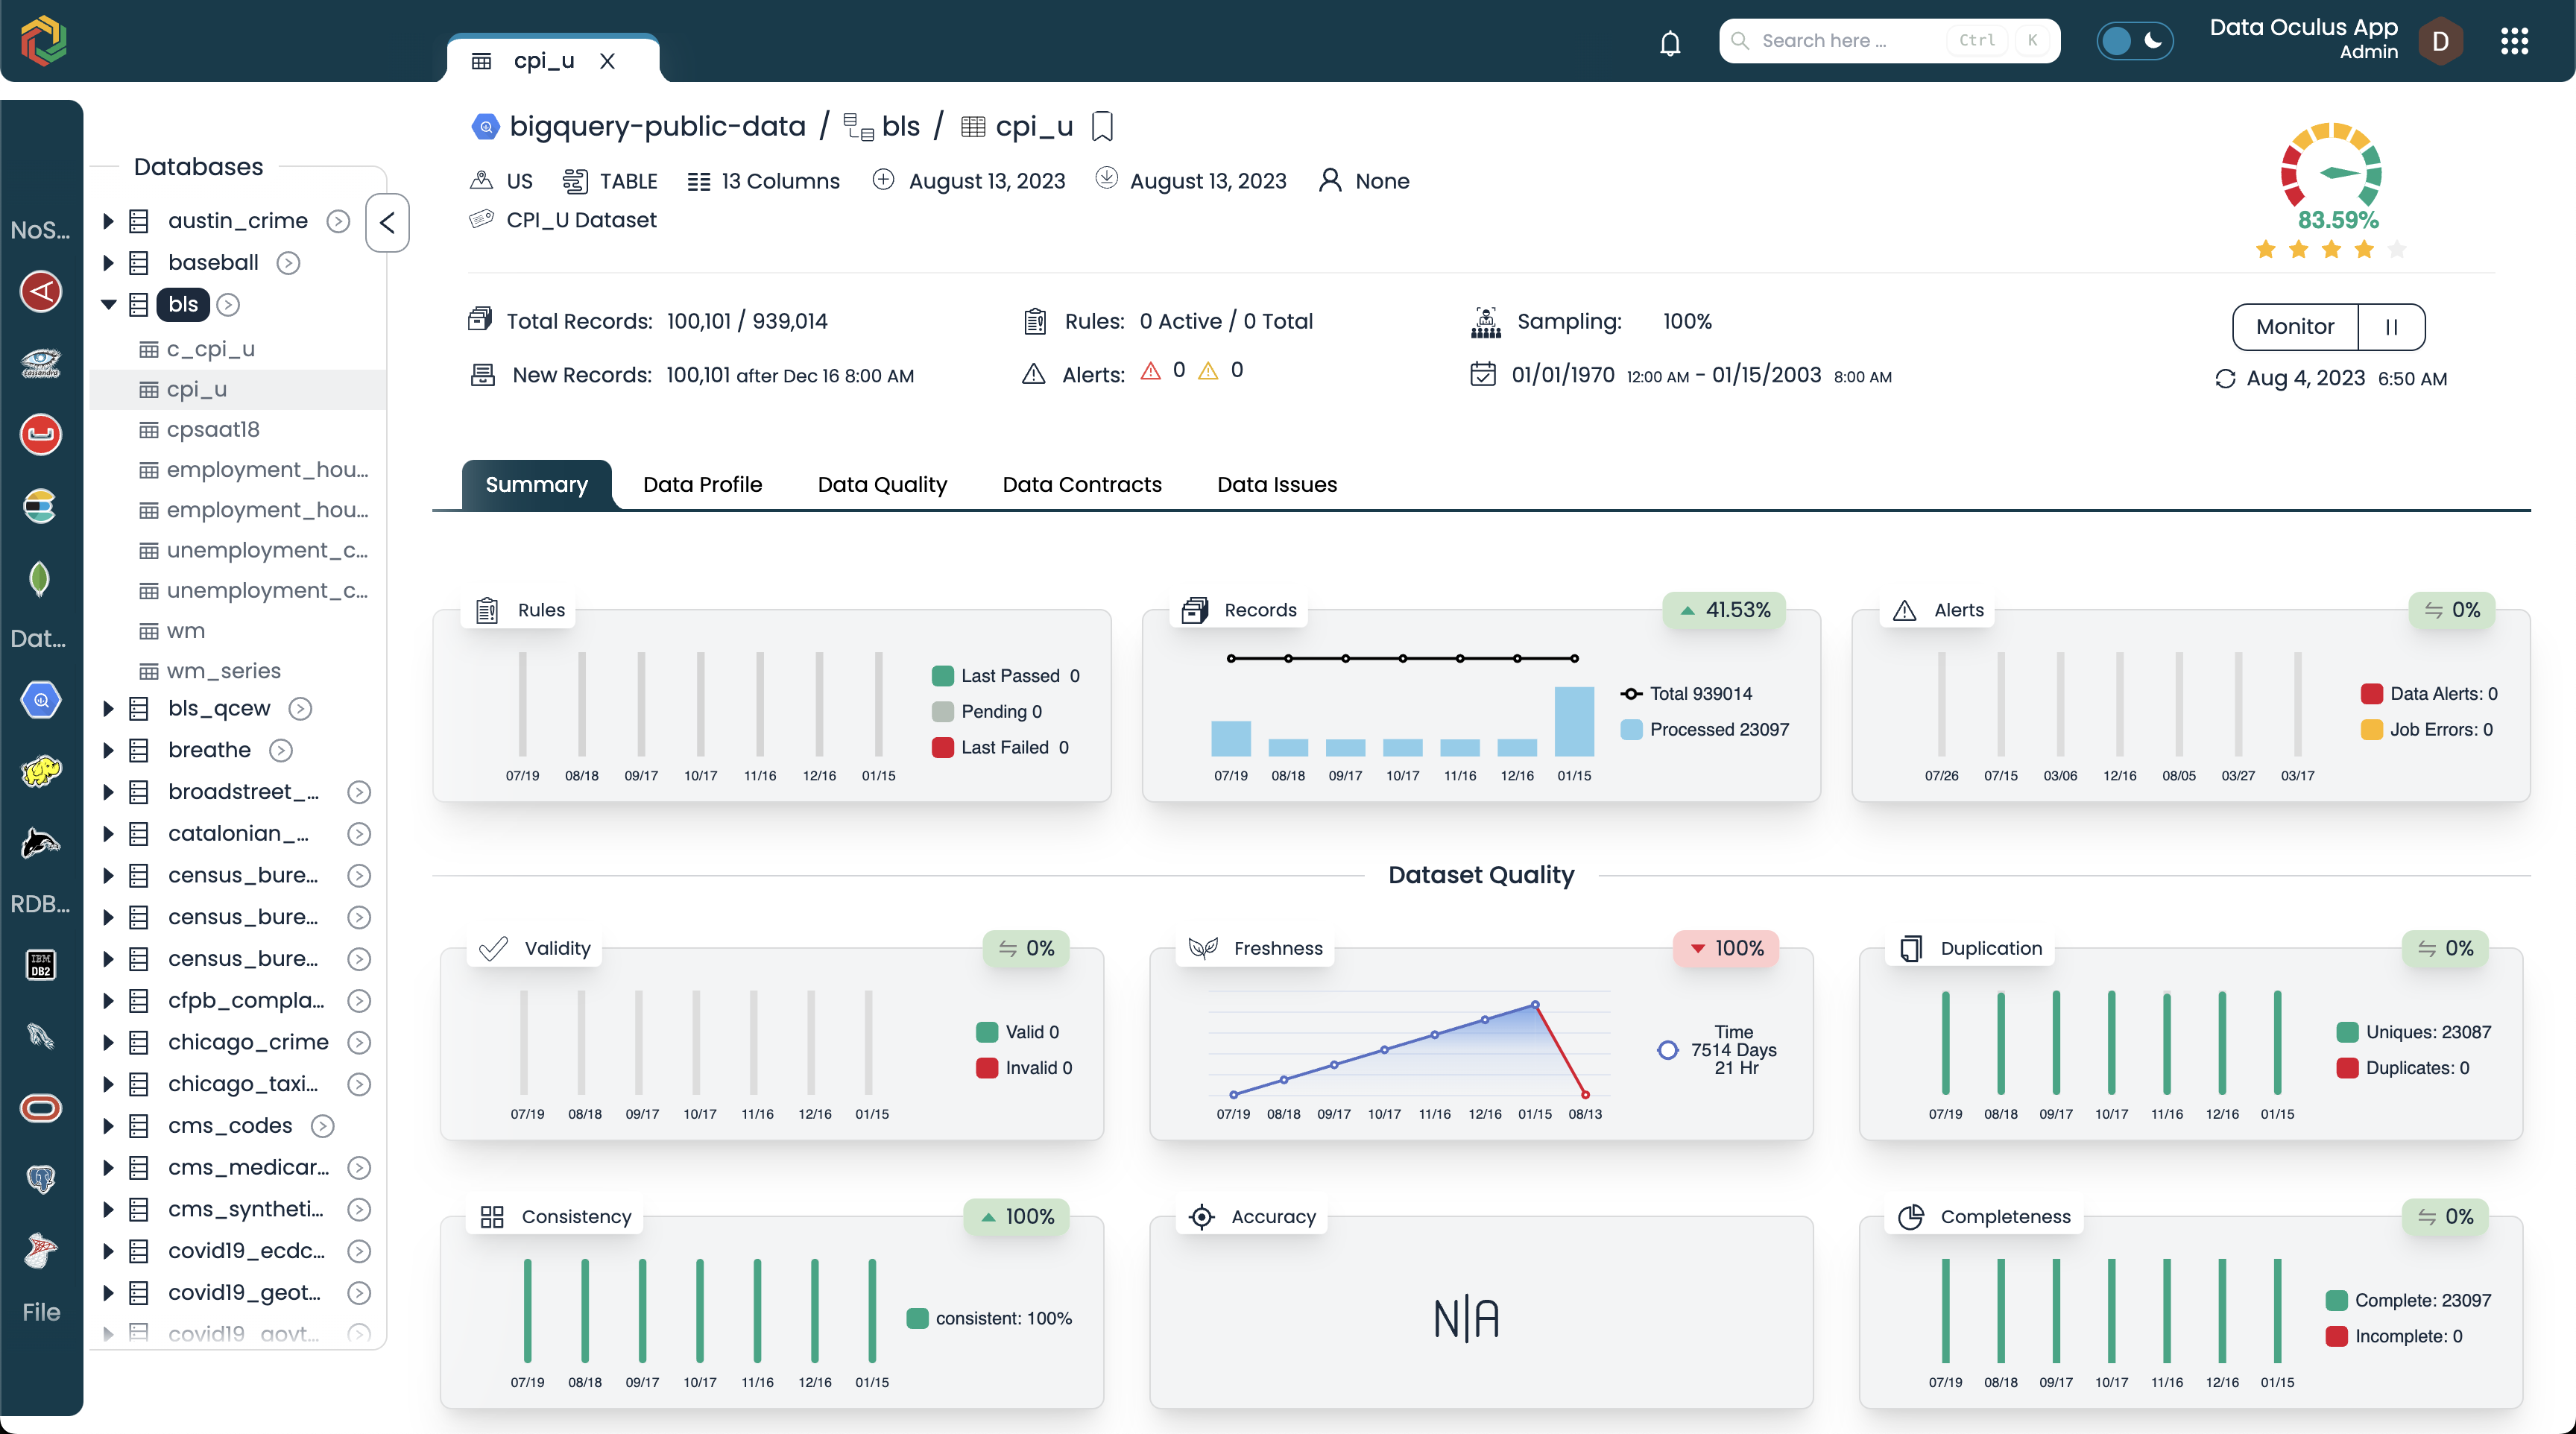 cpi_u
Search here ...
Ctrl
K
Data Oculus App
Admin
D
NoS...
Dat...
RDB...
IBM
DB2
File
Databases
austin_crime
baseball
bls
c_cpi_u
cpi_u
cpsaat18
employment_hou...
employment_hou...
unemployment_c...
unemployment_c...
wm
wm_series
bls_qcew
breathe
broadstreet_...
catalonian_...
census_bure...
census_bure...
census_bure...
cfpb_compla...
chicago_crime
chicago_taxi...
cms_codes
cms_medicar...
cms_syntheti...
covid19_ecdc...
covid19_geot...
covid19_govt...
bigquery-public-data / bls / cpi_u
US TABLE 13 Columns August 13, 2023 August 13, 2023 None
CPI_U Dataset
83.59%
Total Records: 100,101 / 939,014
New Records: 100,101 after Dec 16 8:00 AM
Rules: 0 Active / 0 Total
Alerts: 0 0
Sampling: 100%
01/01/1970 12:00 AM - 01/15/2003 8:00 AM
Monitor
Aug 4, 2023 6:50 AM
Summary Data Profile Data Quality Data Contracts Data Issues
Rules
Last Passed 0
Pending 0
Last Failed 0
07/19 08/18 09/17 10/17 11/16 12/16 01/15
Records
41.53%
Total 939014
Processed 23097
07/19 08/18 09/17 10/17 11/16 12/16 01/15
Alerts
0%
Data Alerts: 0
Job Errors: 0
07/26 07/15 03/06 12/16 08/05 03/27 03/17
Dataset Quality
Validity
0%
Valid 0
Invalid 0
07/19 08/18 09/17 10/17 11/16 12/16 01/15
Freshness
100%
Time
7514 Days
21 Hr
07/19 08/18 09/17 10/17 11/16 12/16 01/15 08/13
Duplication
0%
Uniques: 23087
Duplicates: 0
07/19 08/18 09/17 10/17 11/16 12/16 01/15
Consistency
100%
consistent: 100%
07/19 08/18 09/17 10/17 11/16 12/16 01/15
Accuracy
N|A
Completeness
0%
Complete: 23097
Incomplete: 0
07/19 08/18 09/17 10/17 11/16 12/16 01/15